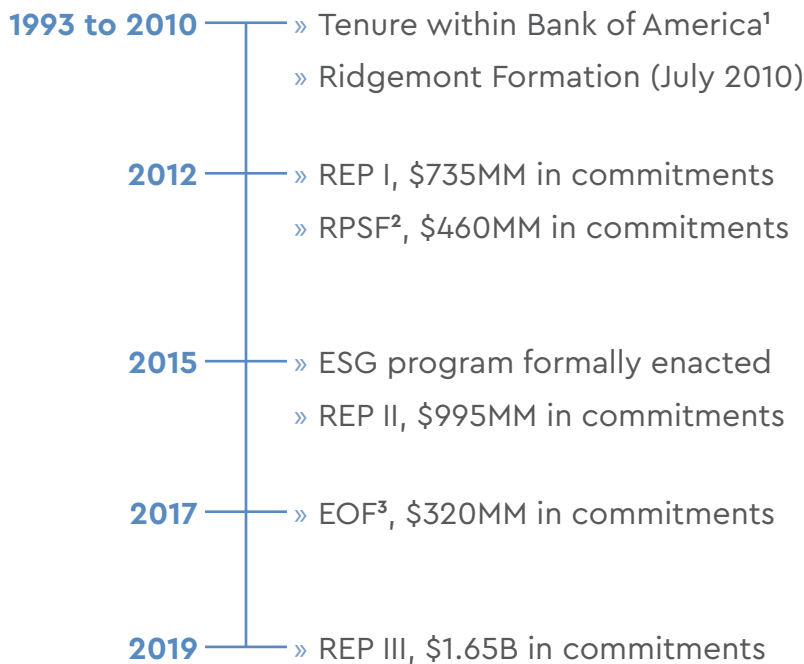 1993 to 2010 » Tenure within Bank of America¹
» Ridgemont Formation (July 2010)
2012 » REP I, $735MM in commitments
» RPSF², $460MM in commitments
2015 » ESG program formally enacted
» REP II, $995MM in commitments
2017 » EOF³, $320MM in commitments
2019 » REP III, $1.65B in commitments